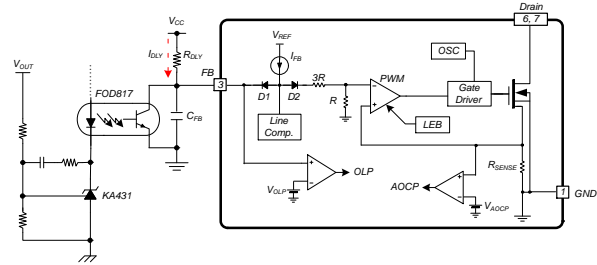 Drain
6, 7
VCC
IDLY
RDLY
VREF
IFB
OSC
VOUT
FB
3
3R
PWM
FOD817
D1
D2
R
Gate
Driver
CFB
Line
Comp.
LEB
RSENSE
KA431
VOLP
OLP
AOCP
VAOCP
1
GND